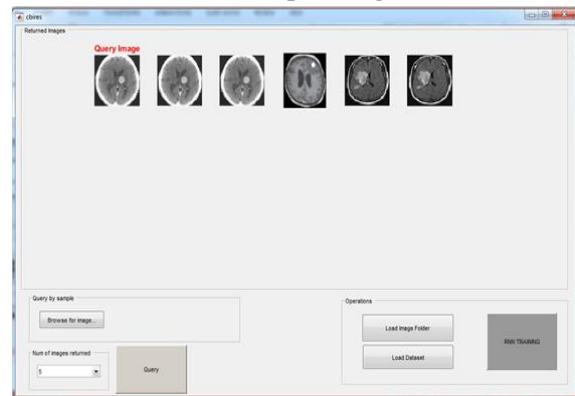 cbires
Returned Images
Query Image
Query by sample
Browse for image...
Num of images returned
5
Query
Operations
Load Image Folder
Load Dataset
RNN TRAINING